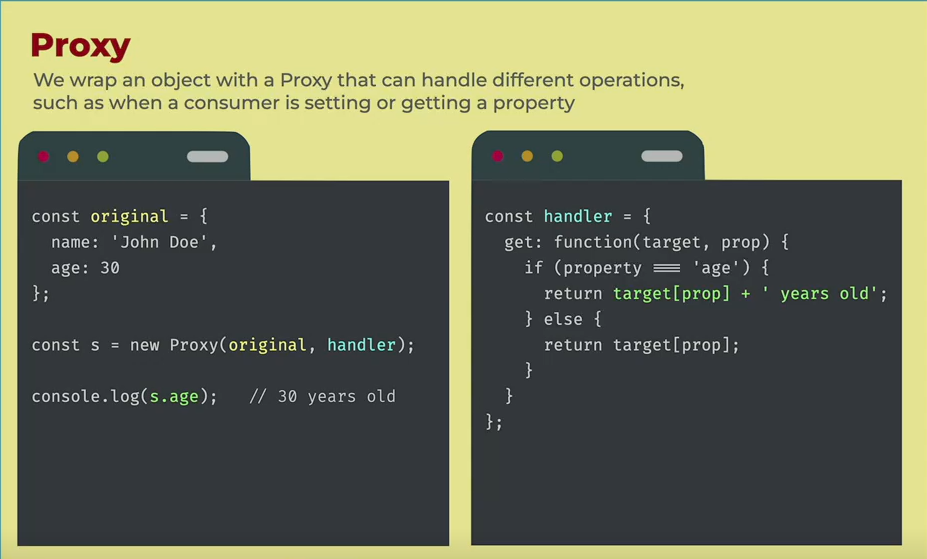 Proxy
We wrap an object with a Proxy that can handle different operations,
such as when a consumer is setting or getting a property
const original = {
  name: 'John Doe',
  age: 30
};
const s = new Proxy(original, handler);
console.log(s.age);   // 30 years old
const handler = {
  get: function(target, prop) {
    if (property === 'age') {
      return target[prop] + ' years old';
    } else {
      return target[prop];
    }
  }
};